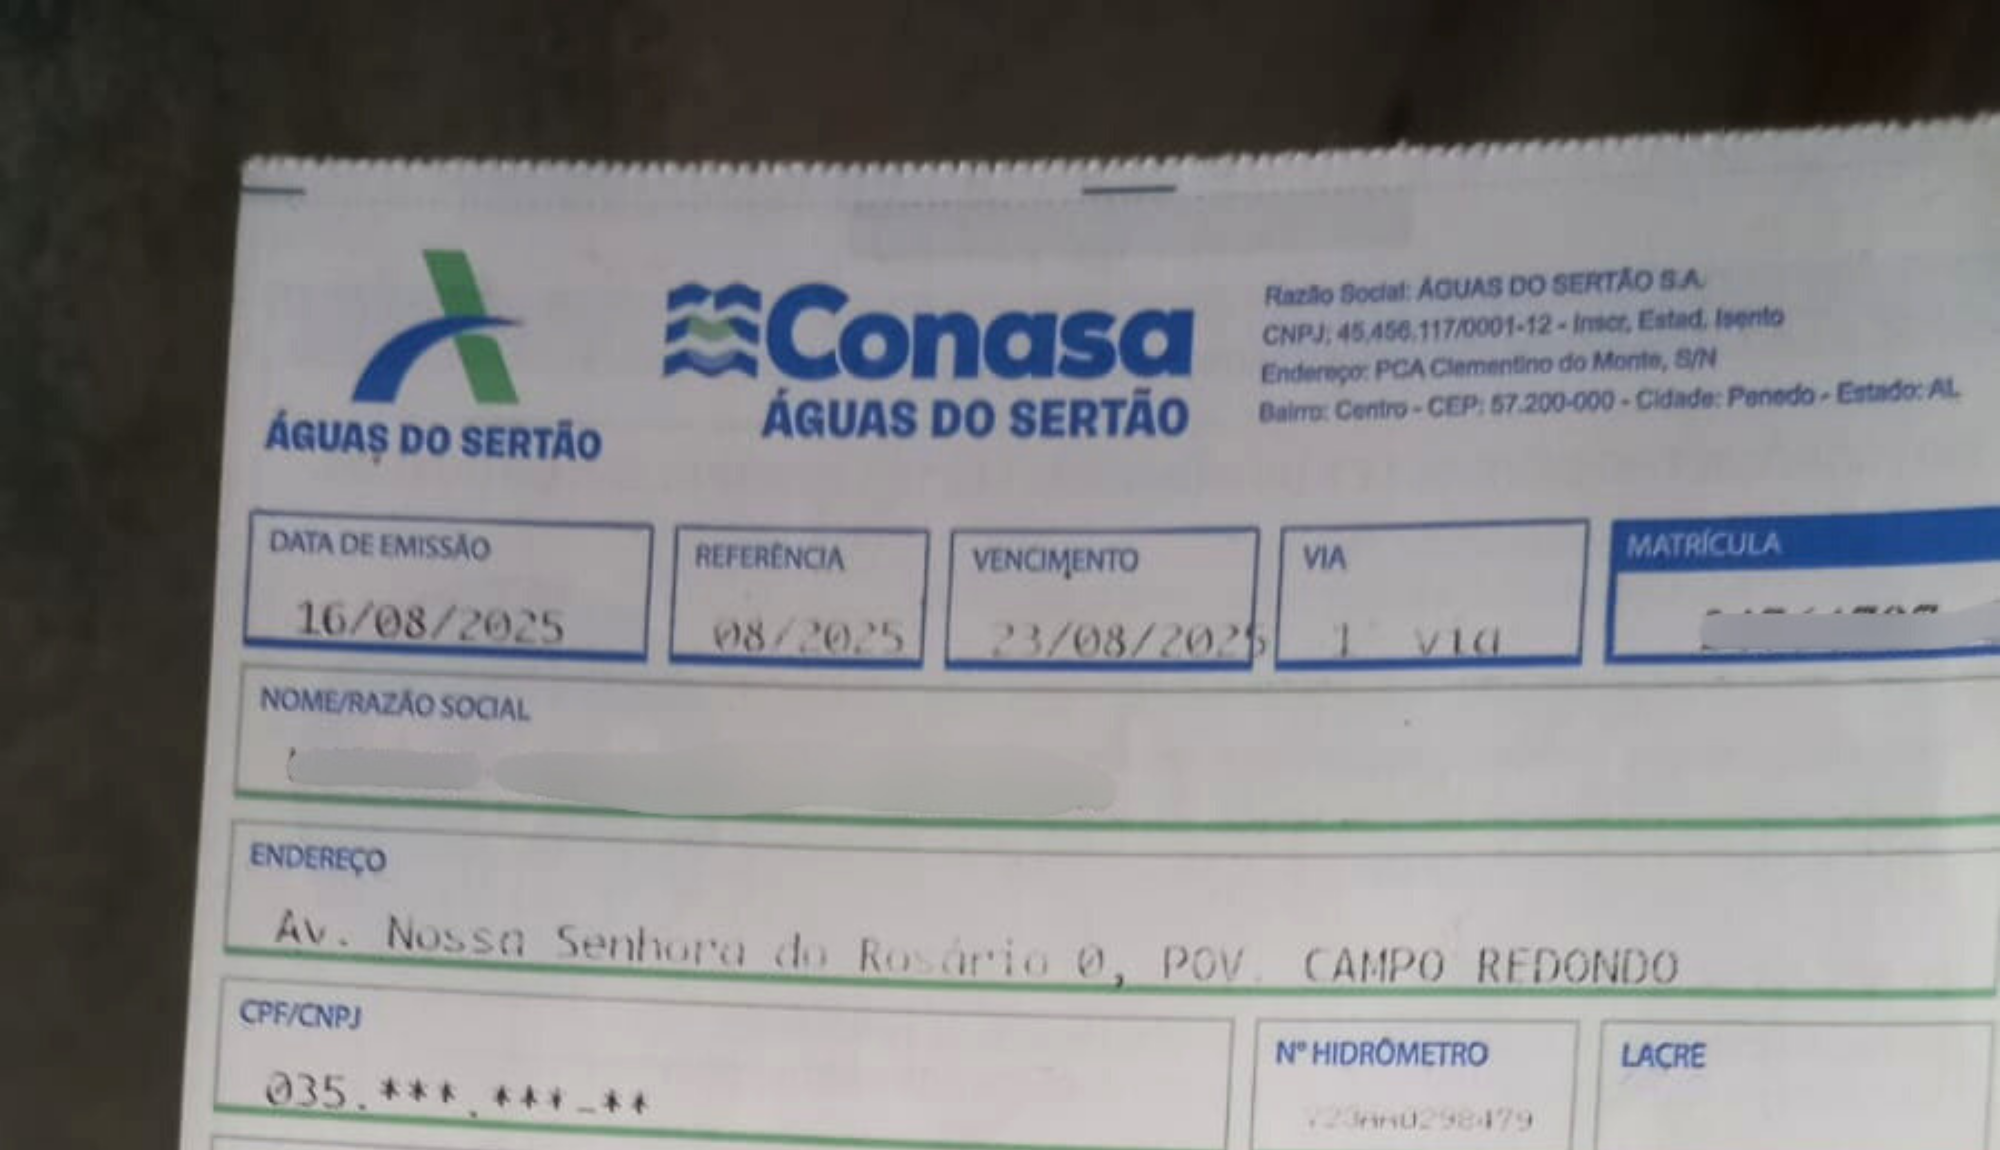 ÁGUAS DO SERTÃO
Conasa
ÁGUAS DO SERTÃO
Razão Social: ÁGUAS DO SERTÃO S.A.
CNPJ: 45.456.117/0001-12 - Inscr. Estad. Isento
Endereço: PCA Clementino do Monte, S/N
Bairro: Centro - CEP: 57.200-000 - Cidade: Penedo - Estado: AL
DATA DE EMISSÃO
16/08/2025
REFERÊNCIA
08/2025
VENCIMENTO
23/08/2025
VIA
1 via
MATRÍCULA
NOME/RAZÃO SOCIAL
ENDEREÇO
Av. Nossa Senhora do Rosário 0, POV. CAMPO REDONDO
CPF/CNPJ
035.***.***-**
Nº HIDRÔMETRO
LACRE